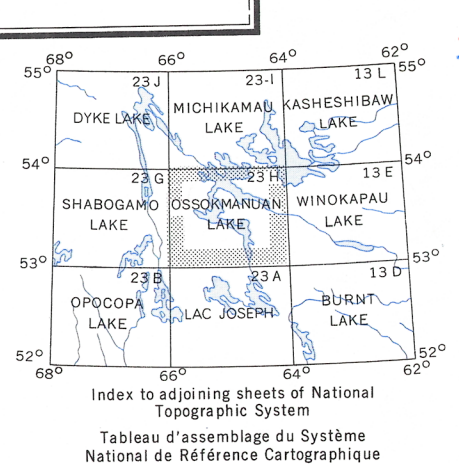 68° 66° 64° 62°
55° 23 J 23-I 13 L 55°
DYKE LAKE MICHIKAMAU LAKE KASHESHIBAW LAKE
54° 23 G 23 H 13 E 54°
SHABOGAMO LAKE OSSOKMANUAN LAKE WINOKAPAU LAKE
53° 23 B 23 A 13 D 53°
OPOCOPA LAKE LAC JOSEPH BURNT LAKE
52° 52°
68° 66° 64° 62°
Index to adjoining sheets of National
Topographic System
Tableau d'assemblage du Système
National de Référence Cartographique